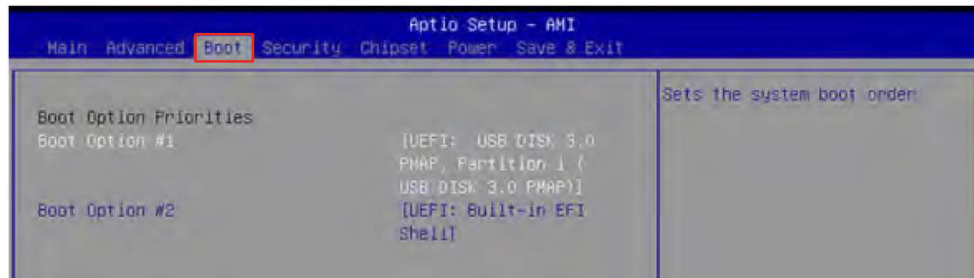 Aptio Setup - AMI
Main Advanced Boot Security Chipset Power Save & Exit
Sets the system boot order
Boot Option Priorities
Boot Option #1 [UEFI: USB DISK 3.0
PMAP, Partition 1 (
USB DISK 3.0 PMAP)]
Boot Option #2 [UEFI: Built-in EFI
Shell]